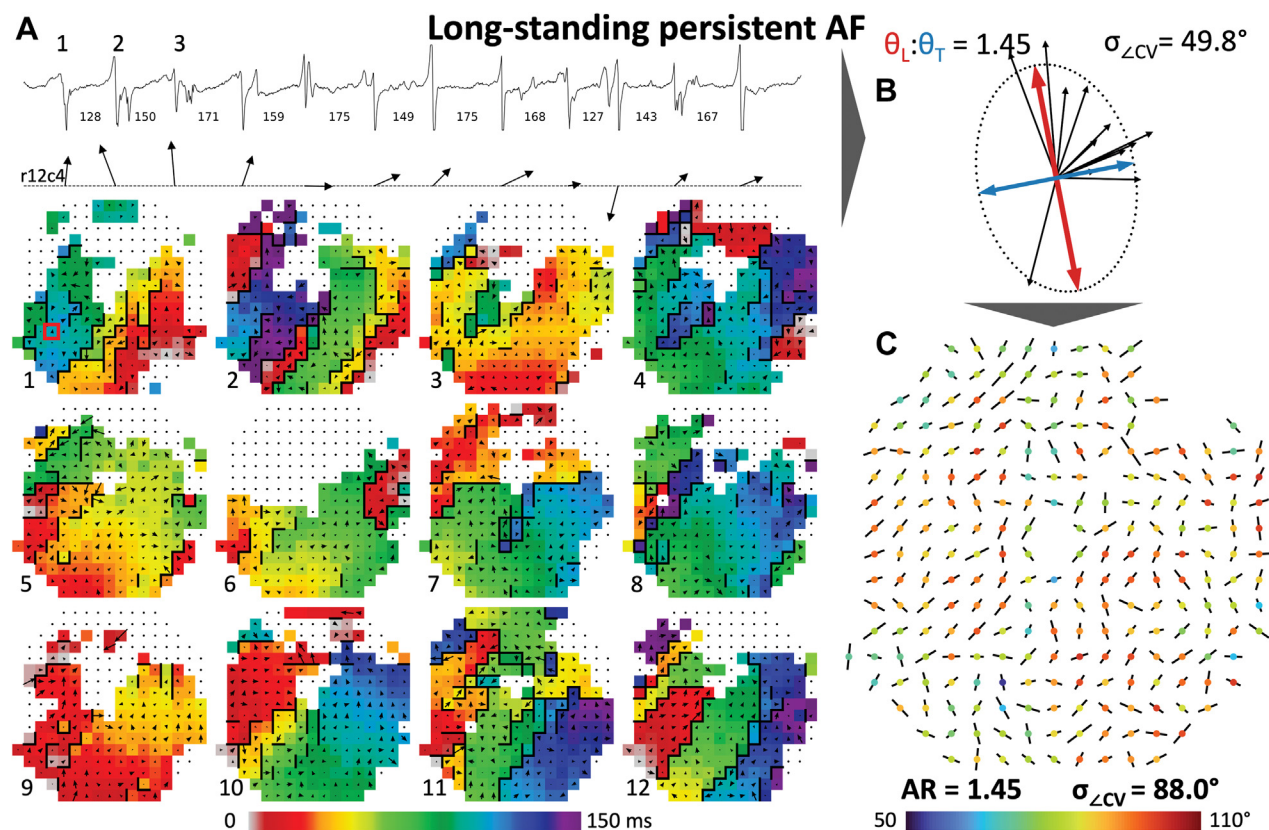 Long-standing persistent AF
A
1 2 3
128 150 171 159 175 149 175 168 127 143 167
r12c4
1 2 3 4
5 6 7 8
9 10 11 12
0 150 ms
θL:θT = 1.45 σ∠CV= 49.8°
B
C
AR = 1.45 σ∠CV= 88.0°
50 110°